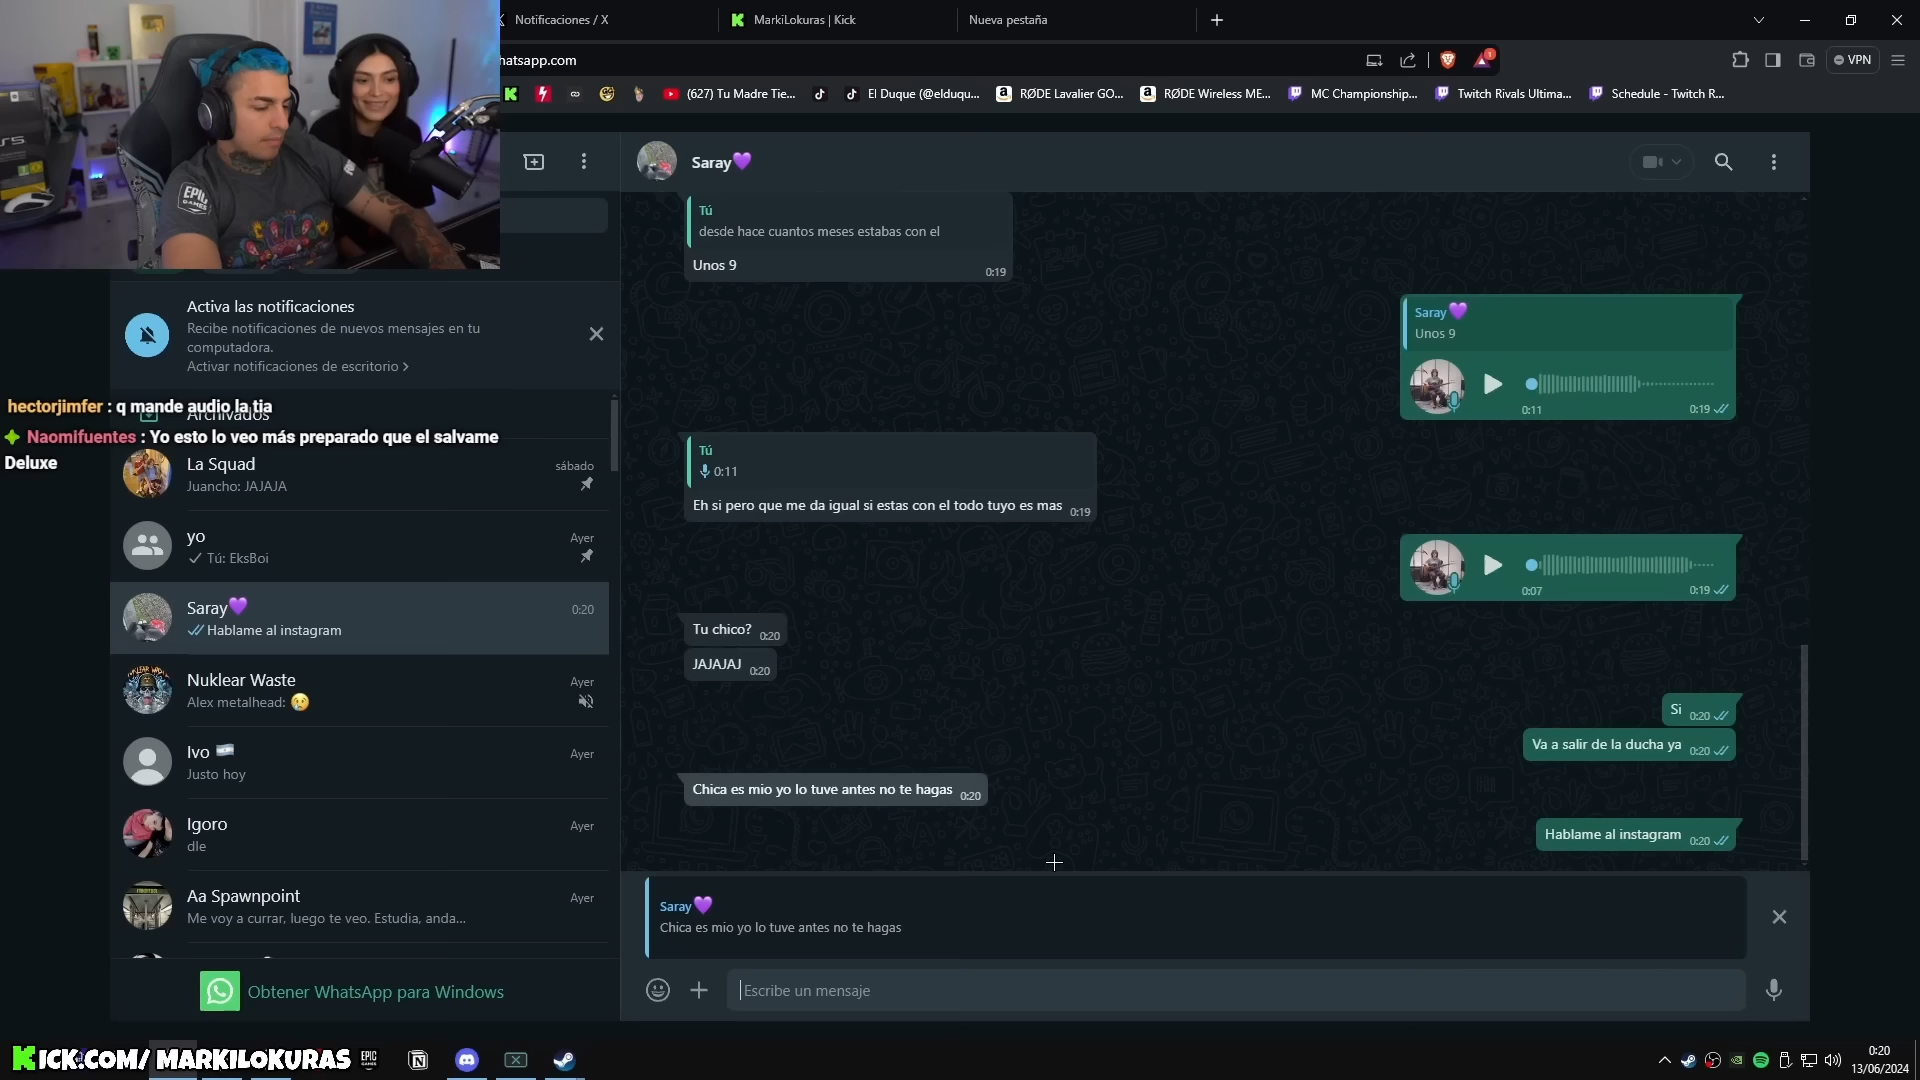 Notificaciones / X
MarkiLokuras | Kick
Nueva pestaña
hatsapp.com
1
VPN
(627) Tu Madre Tie...
El Duque (@elduqu...
RØDE Lavalier GO...
RØDE Wireless ME...
MC Championship...
Twitch Rivals Ultima...
Schedule - Twitch R...
EPIC
GAMES
Saray💜
Tú
desde hace cuantos meses estabas con el
Unos 9
0:19
Saray💜
Unos 9
0:11
0:19
Tú
0:11
Eh si pero que me da igual si estas con el todo tuyo es mas
0:19
0:07
0:19
Tu chico?
0:20
JAJAJAJ
0:20
Si
0:20
Va a salir de la ducha ya
0:20
Chica es mio yo lo tuve antes no te hagas
0:20
Hablame al instagram
0:20
Saray💜
Chica es mio yo lo tuve antes no te hagas
Escribe un mensaje
Activa las notificaciones
Recibe notificaciones de nuevos mensajes en tu
computadora.
Activar notificaciones de escritorio >
hectorjimfer : q mande audio la tia
Archivados
Naomifuentes : Yo esto lo veo más preparado que el salvame
Deluxe
La Squad
sábado
Juancho: JAJAJA
yo
Ayer
Tú: EksBoi
Saray💜
0:20
Hablame al instagram
Nuklear Waste
Ayer
Alex metalhead: 😢
Ivo 🇦🇷
Ayer
Justo hoy
Igoro
Ayer
dle
Aa Spawnpoint
Ayer
Me voy a currar, luego te veo. Estudia, anda...
Obtener WhatsApp para Windows
KICK.COM/ MARKILOKURAS
EPIC
GAMES
0:20
13/06/2024